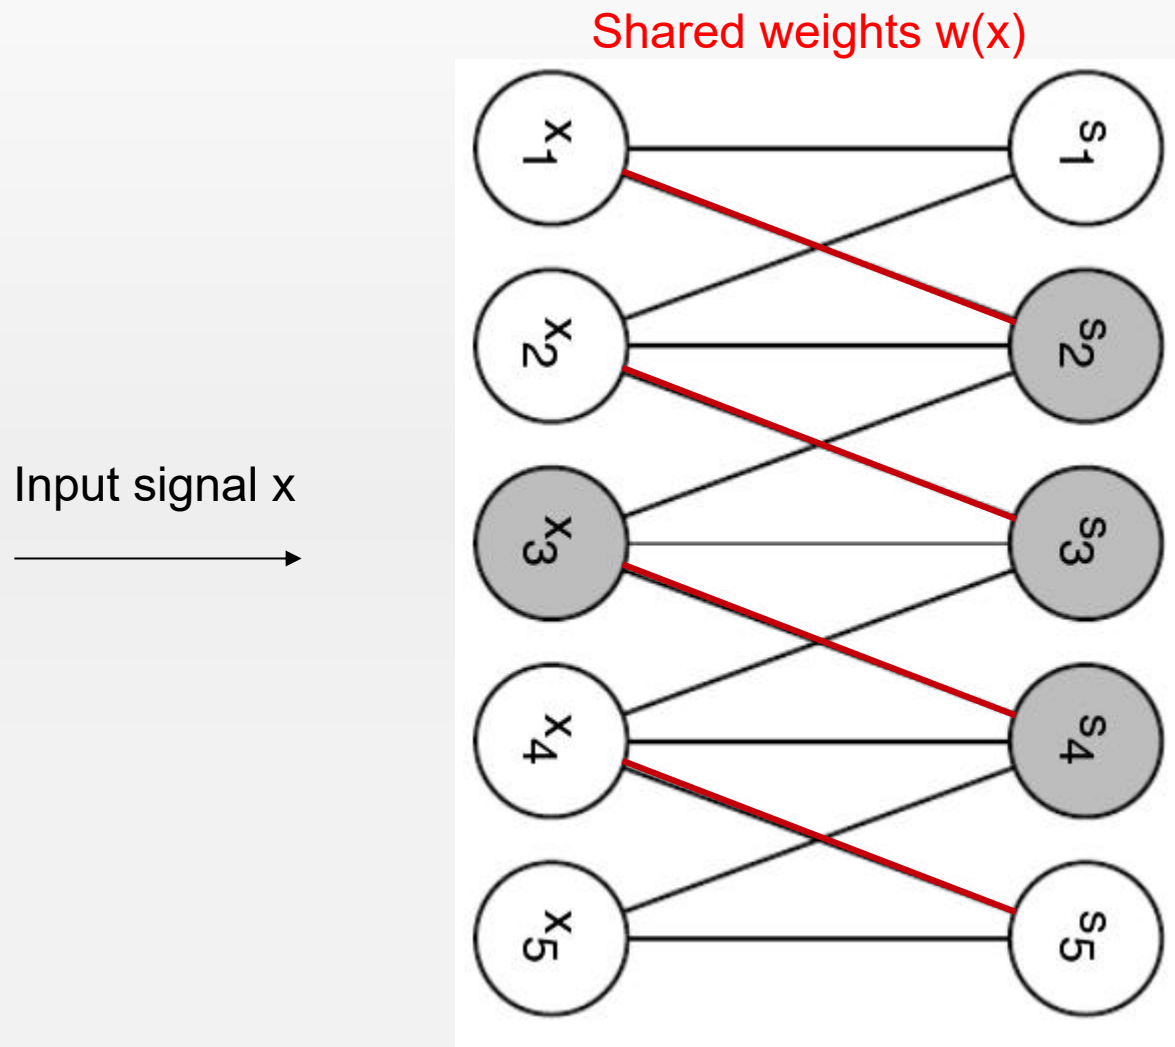 Shared weights w(x)
x1 s1
x2 s2
Input signal x
x3 s3
x4 s4
x5 s5